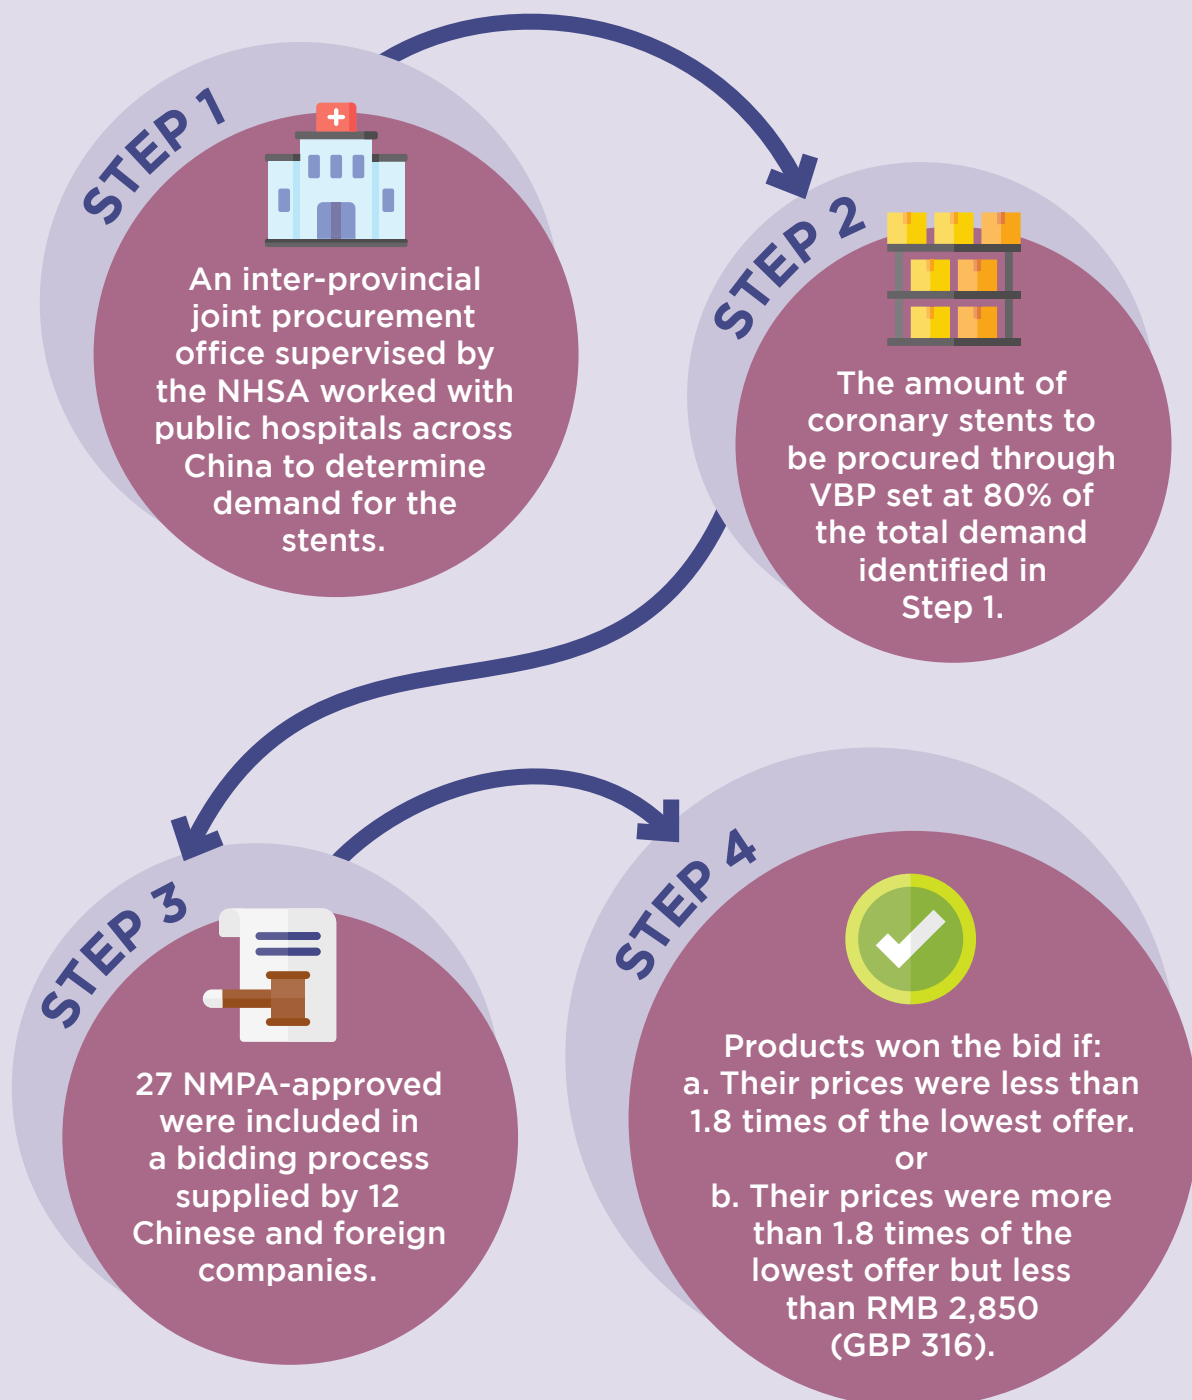 STEP 1
An inter-provincial
joint procurement
office supervised by
the NHSA worked with
public hospitals across
China to determine
demand for the
stents.
STEP 2
The amount of
coronary stents to
be procured through
VBP set at 80% of
the total demand
identified in
Step 1.
STEP 3
27 NMPA-approved
were included in
a bidding process
supplied by 12
Chinese and foreign
companies.
STEP 4
Products won the bid if:
a. Their prices were less than
1.8 times of the lowest offer.
or
b. Their prices were more
than 1.8 times of the
lowest offer but less
than RMB 2,850
(GBP 316).